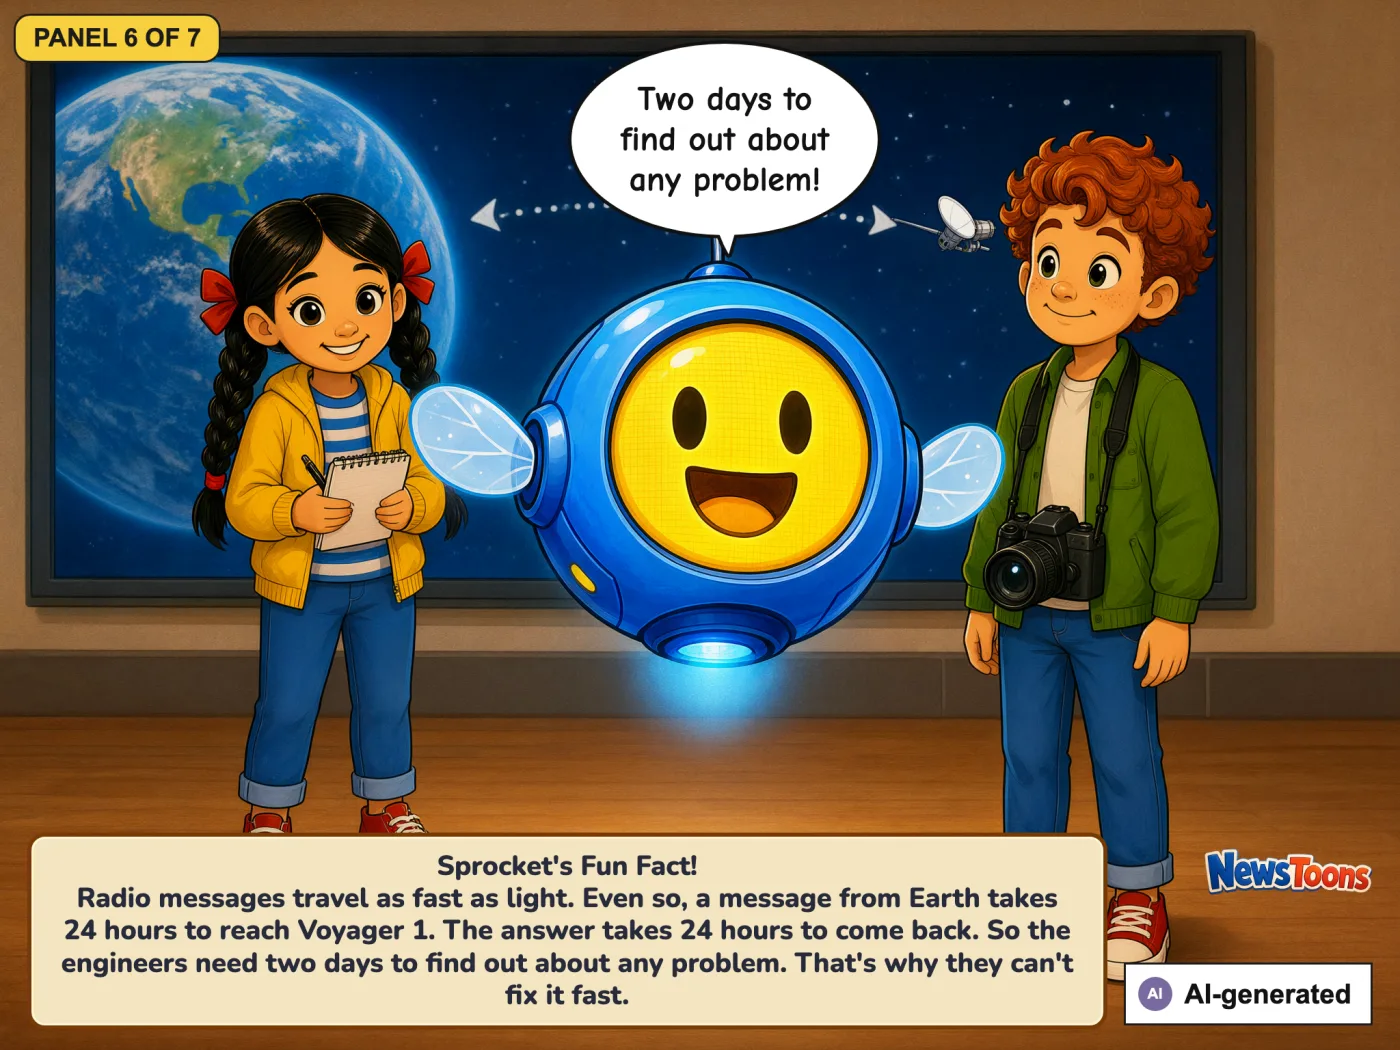 PANEL 6 OF 7
Two days to
find out about
any problem!
Sprocket's Fun Fact!
Radio messages travel as fast as light. Even so, a message from Earth takes
24 hours to reach Voyager 1. The answer takes 24 hours to come back. So the
engineers need two days to find out about any problem. That's why they can't
fix it fast.
NewsToons
AI AI-generated